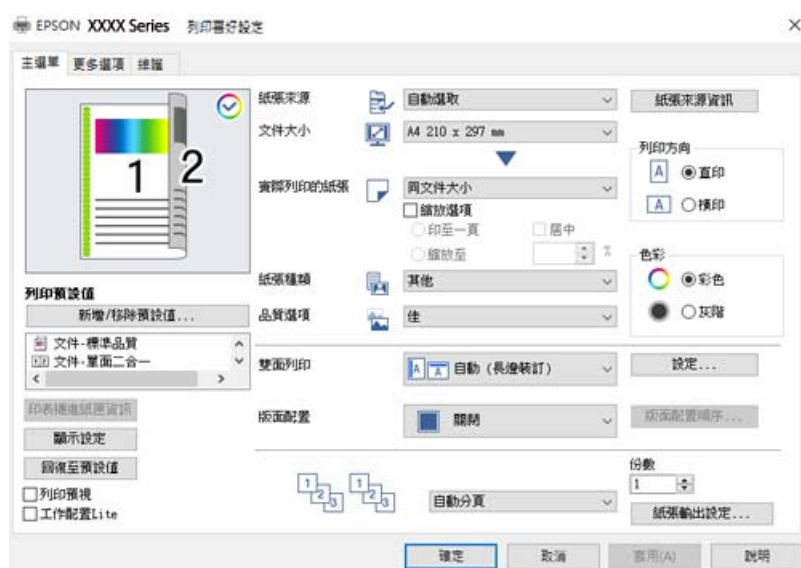 EPSON XXXX Series 列印喜好設定
主選單 更多選項 維護
1 2
列印預設值
新增/移除預設值...
文件-標準品質
文件-單面二合一
印表機進紙匣資訊
顯示設定
回復至預設值
列印預視
工作配置Lite
紙張來源 自動選取 紙張來源資訊
文件大小 A4 210 x 297 mm
實際列印的紙張 同文件大小
縮放選項
印至一頁 居中
縮放至 %
紙張種類 其他
品質選項 佳
列印方向
A 直印
A 橫印
色彩
彩色
灰階
雙面列印 A A 自動 (長邊裝訂) 設定...
版面配置 關閉 版面配置順序...
1 2 3 1 2 3 自動分頁
份數
1
紙張輸出設定...
確定 取消 套用(A) 說明